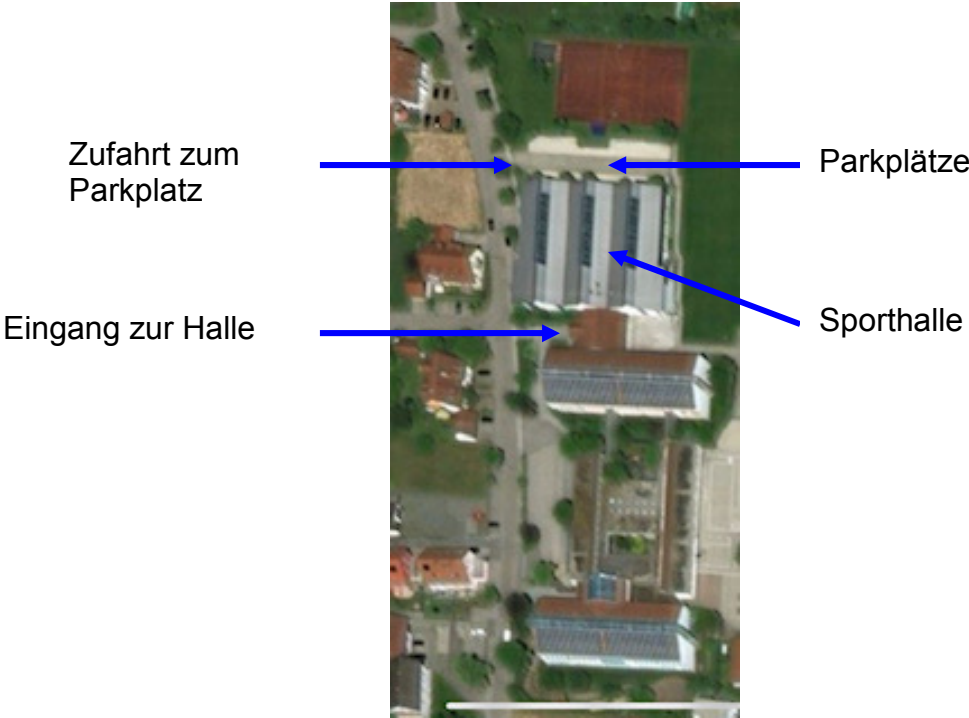 Zufahrt zum
Parkplatz
Parkplätze
Eingang zur Halle
Sporthalle